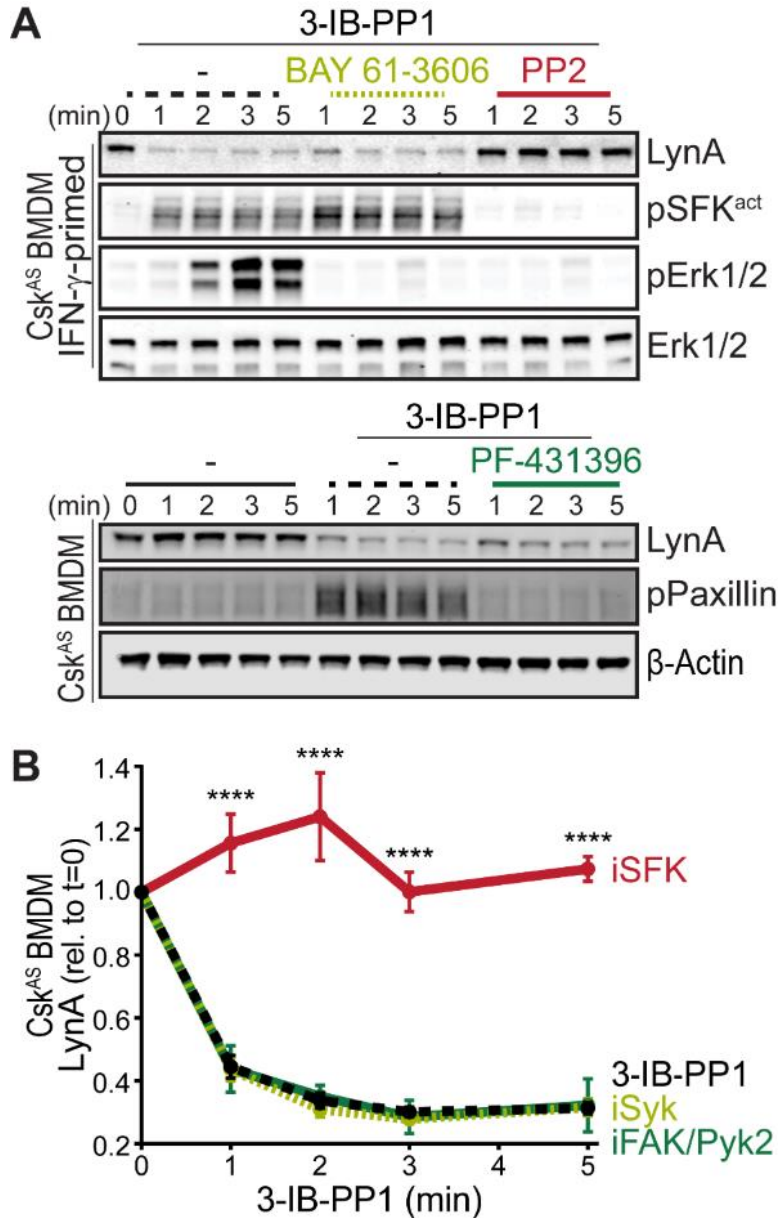 A
3-IB-PP1
- BAY 61-3606 PP2
(min) 0 1 2 3 5 1 2 3 5 1 2 3 5
Csk^AS BMDM
IFN-γ-primed
LynA
pSFK^act
pErk1/2
Erk1/2
3-IB-PP1
- - PF-431396
(min) 0 1 2 3 5 1 2 3 5 1 2 3 5
Csk^AS BMDM
LynA
pPaxillin
β-Actin
B
Csk^AS BMDM
LynA (rel. to t=0)
1.4
1.2
1.0
0.8
0.6
0.4
0.2
**** **** **** ****
iSFK
3-IB-PP1
iSyk
iFAK/Pyk2
0 1 2 3 4 5
3-IB-PP1 (min)